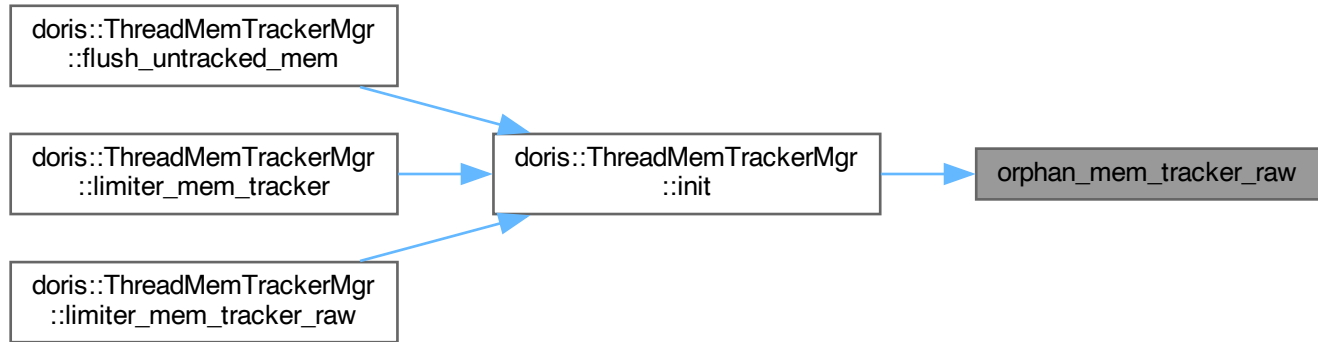 doris::ThreadMemTrackerMgr
::flush_untracked_mem
doris::ThreadMemTrackerMgr
::limiter_mem_tracker
doris::ThreadMemTrackerMgr
::limiter_mem_tracker_raw
doris::ThreadMemTrackerMgr
::init
orphan_mem_tracker_raw